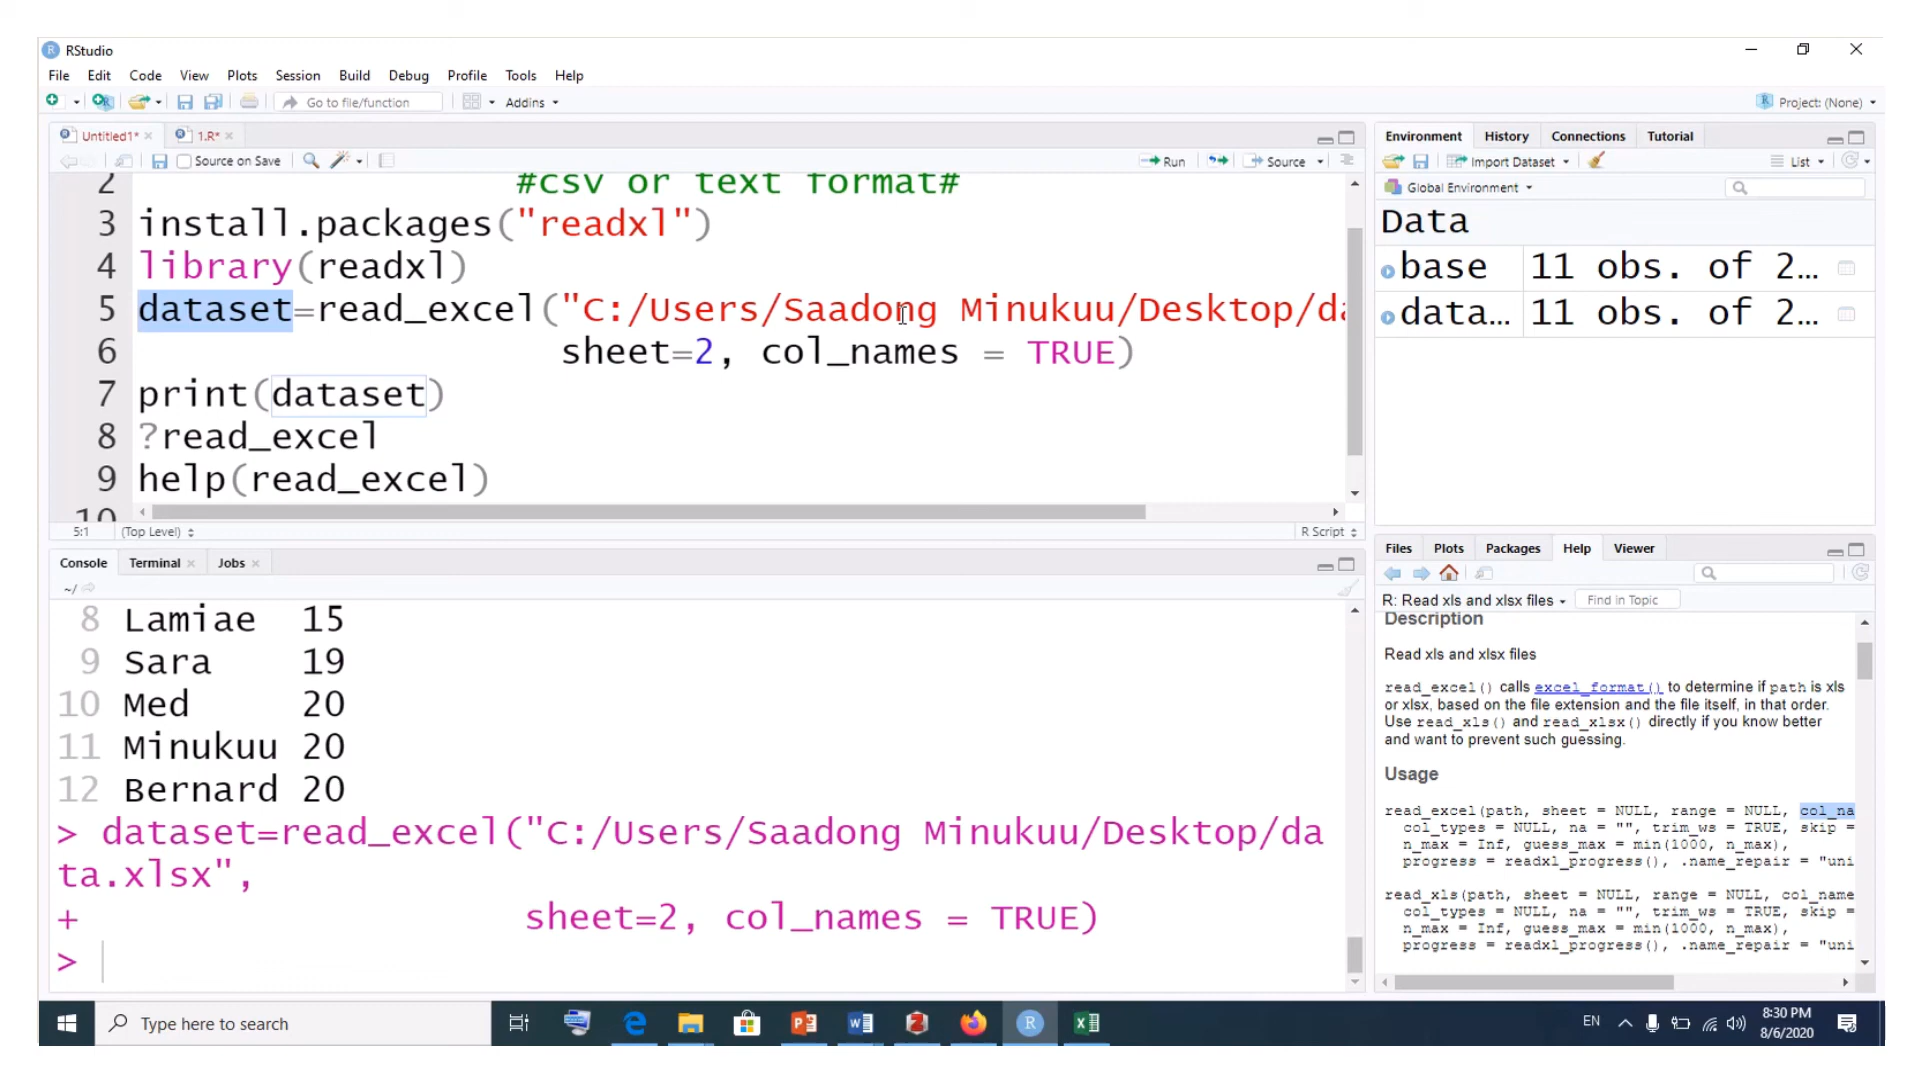 RStudio
File Edit Code View Plots Session Build Debug Profile Tools Help
Go to file/function Addins Project: (None)
Untitled1* 1.R*
Source on Save Run Source
2 #csv or text format#
3 install.packages("readxl")
4 library(readxl)
5 dataset=read_excel("C:/Users/Saadong Minukuu/Desktop/da
6 sheet=2, col_names = TRUE)
7 print(dataset)
8 ?read_excel
9 help(read_excel)
10
5:1 (Top Level) R Script
Console Terminal Jobs
~/
8 Lamiae 15
9 Sara 19
10 Med 20
11 Minukuu 20
12 Bernard 20
> dataset=read_excel("C:/Users/Saadong Minukuu/Desktop/da
ta.xlsx",
+ sheet=2, col_names = TRUE)
>
Environment History Connections Tutorial
Import Dataset List
Global Environment
Data
base 11 obs. of 2…
data… 11 obs. of 2…
Files Plots Packages Help Viewer
R: Read xls and xlsx files Find in Topic
Description
Read xls and xlsx files
read_excel() calls excel_format() to determine if path is xls
or xlsx, based on the file extension and the file itself, in that order.
Use read_xls() and read_xlsx() directly if you know better
and want to prevent such guessing.
Usage
read_excel(path, sheet = NULL, range = NULL, col_na
col_types = NULL, na = "", trim_ws = TRUE, skip =
n_max = Inf, guess_max = min(1000, n_max),
progress = readxl_progress(), .name_repair = "uni
read_xls(path, sheet = NULL, range = NULL, col_name
col_types = NULL, na = "", trim_ws = TRUE, skip =
n_max = Inf, guess_max = min(1000, n_max),
progress = readxl_progress(), .name_repair = "uni
Type here to search
EN
8:30 PM
8/6/2020